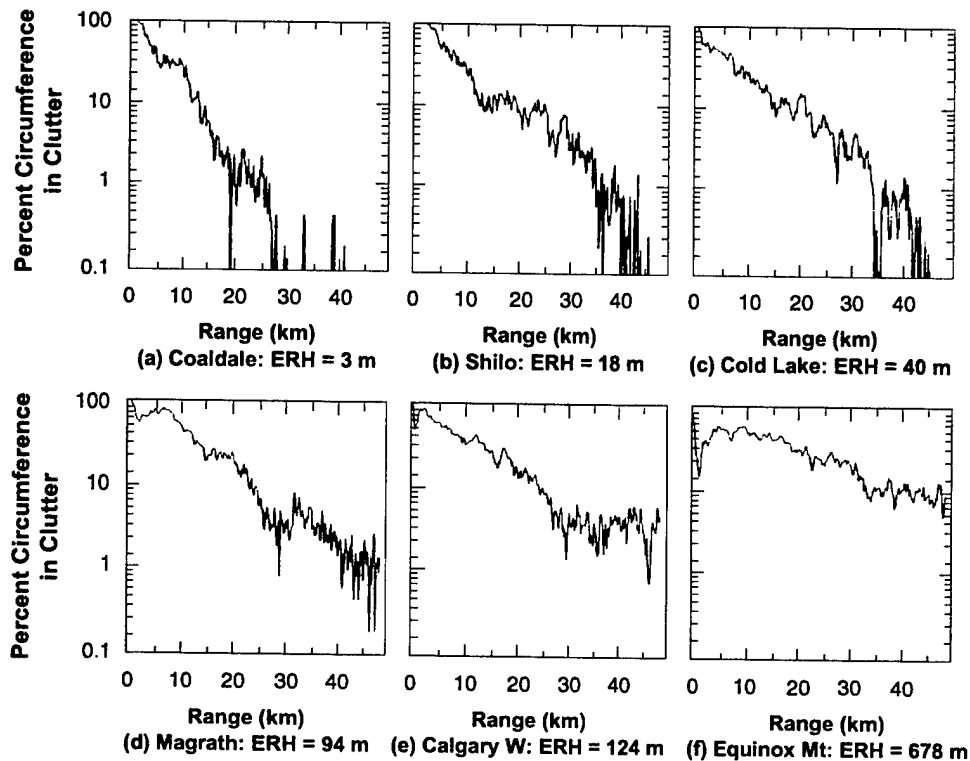 Percent Circumference
in Clutter
100
10
1
0.1
0 10 20 30 40
0 10 20 30 40
0 10 20 30 40
Range (km)
Range (km)
Range (km)
(a) Coaldale: ERH = 3 m
(b) Shilo: ERH = 18 m
(c) Cold Lake: ERH = 40 m
Percent Circumference
in Clutter
100
10
1
0.1
0 10 20 30 40
0 10 20 30 40
0 10 20 30 40
Range (km)
Range (km)
Range (km)
(d) Magrath: ERH = 94 m
(e) Calgary W: ERH = 124 m
(f) Equinox Mt: ERH = 678 m